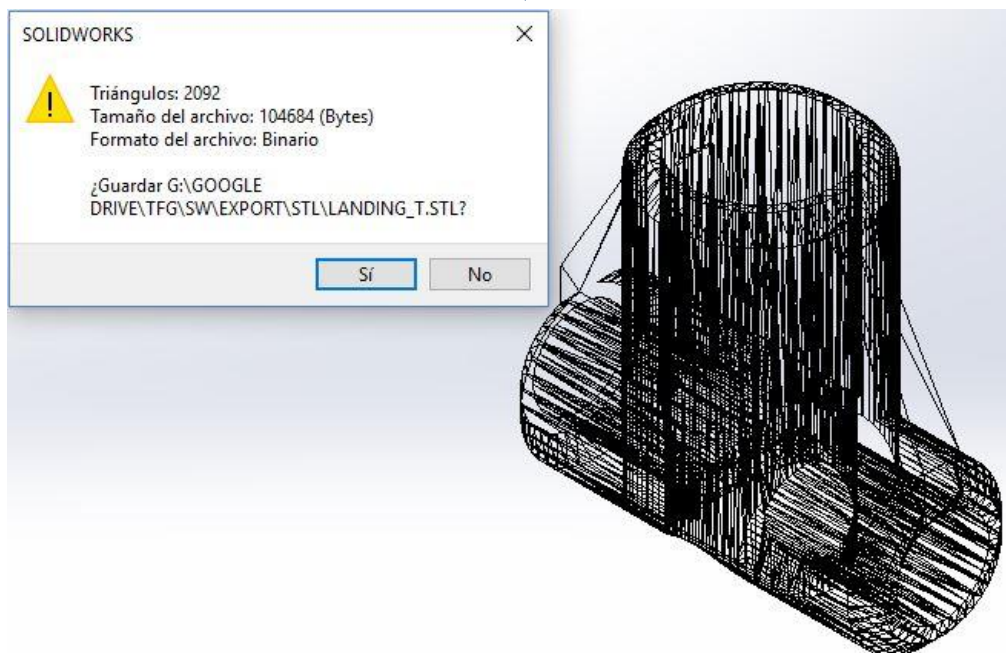 SOLIDWORKS
Triángulos: 2092
Tamaño del archivo: 104684 (Bytes)
Formato del archivo: Binario
¿Guardar G:\GOOGLE
DRIVE\TFG\SW\EXPORT\STL\LANDING_T.STL?
Sí
No